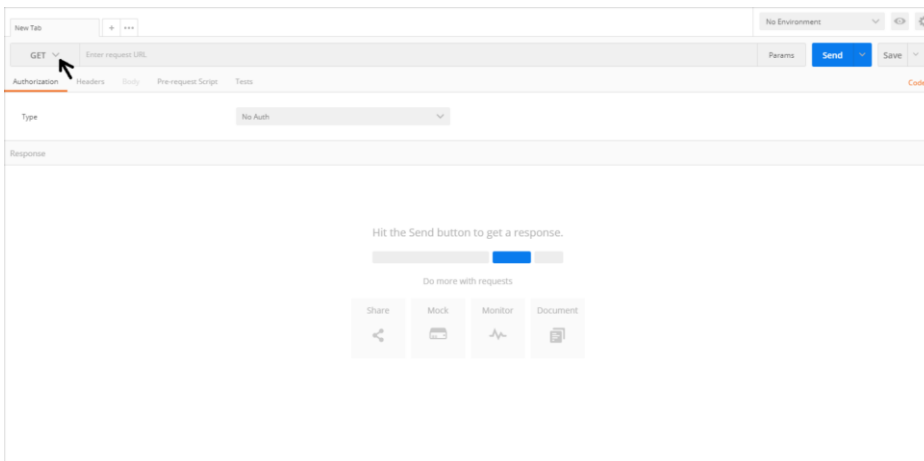 New Tab + ••• No Environment
GET Enter request URL Params Send Save
Authorization Headers Body Pre-request Script Tests Code
Type No Auth
Response
Hit the Send button to get a response.
Do more with requests
Share Mock Monitor Document